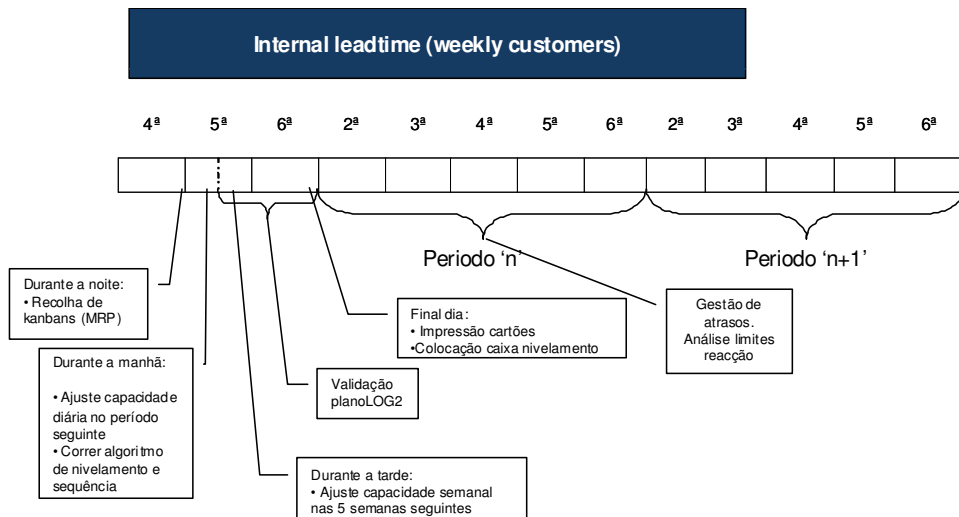 Internal leadtime (weekly customers)
4ª 5ª 6ª 2ª 3ª 4ª 5ª 6ª 2ª 3ª 4ª 5ª 6ª
Periodo ‘n’
Periodo ‘n+1’
Durante a noite:
• Recolha de
kanbans (MRP)
Durante a manhã:
• Ajuste capacidade
diária no período
seguinte
• Correr algoritmo
de nivelamento e
sequência
Validação
planoLOG2
Durante a tarde:
• Ajuste capacidade semanal
nas 5 semanas seguintes
Final dia:
• Impressão cartões
•Colocação caixa nivelamento
Gestão de
atrasos.
Análise limites
reacção